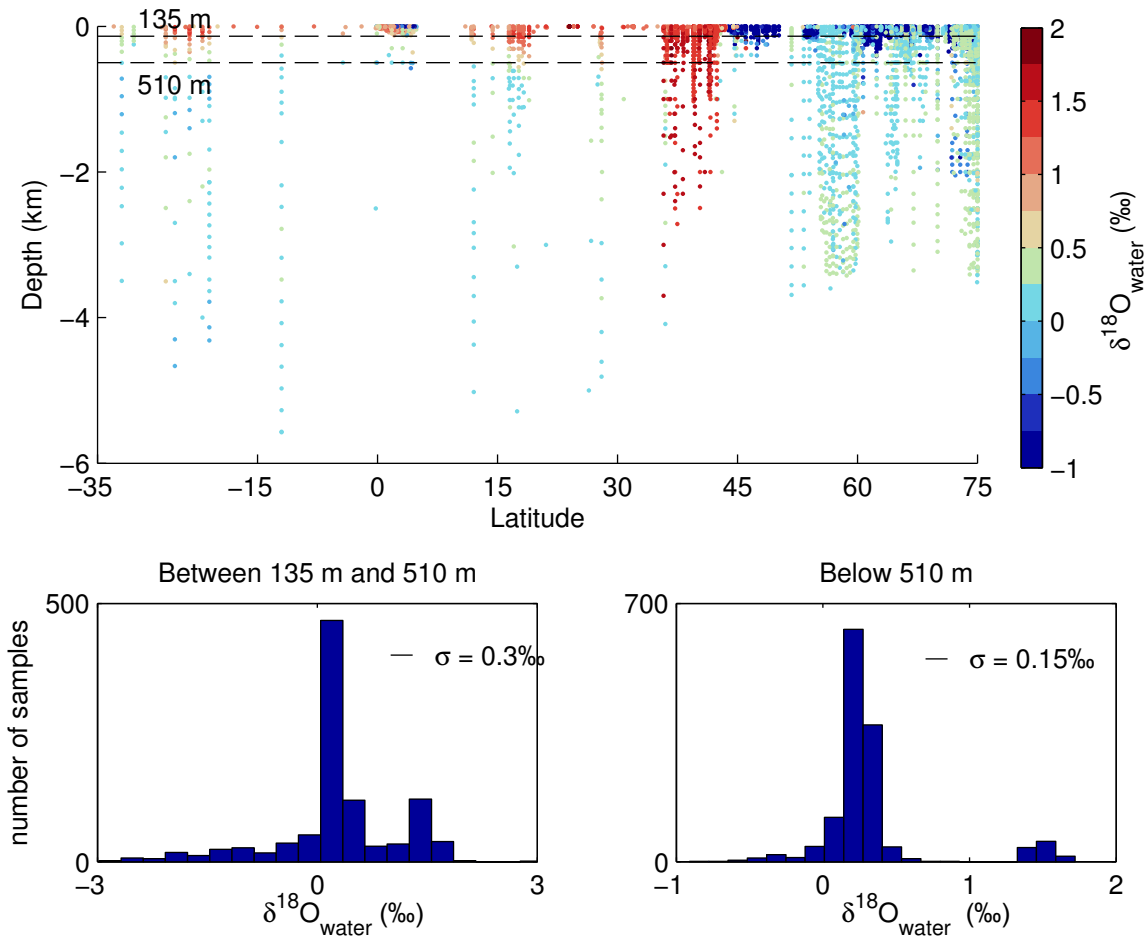 135 m
510 m
0
−2
−4
−6
Depth (km)
−35
−15
0
15
30
45
60
75
Latitude
2
1.5
1
0.5
0
−0.5
−1
δ18Owater (‰)
Between 135 m and 510 m
500
0
number of samples
σ = 0.3‰
−3
0
3
δ18Owater (‰)
Below 510 m
700
0
σ = 0.15‰
−1
0
1
2
δ18Owater (‰)